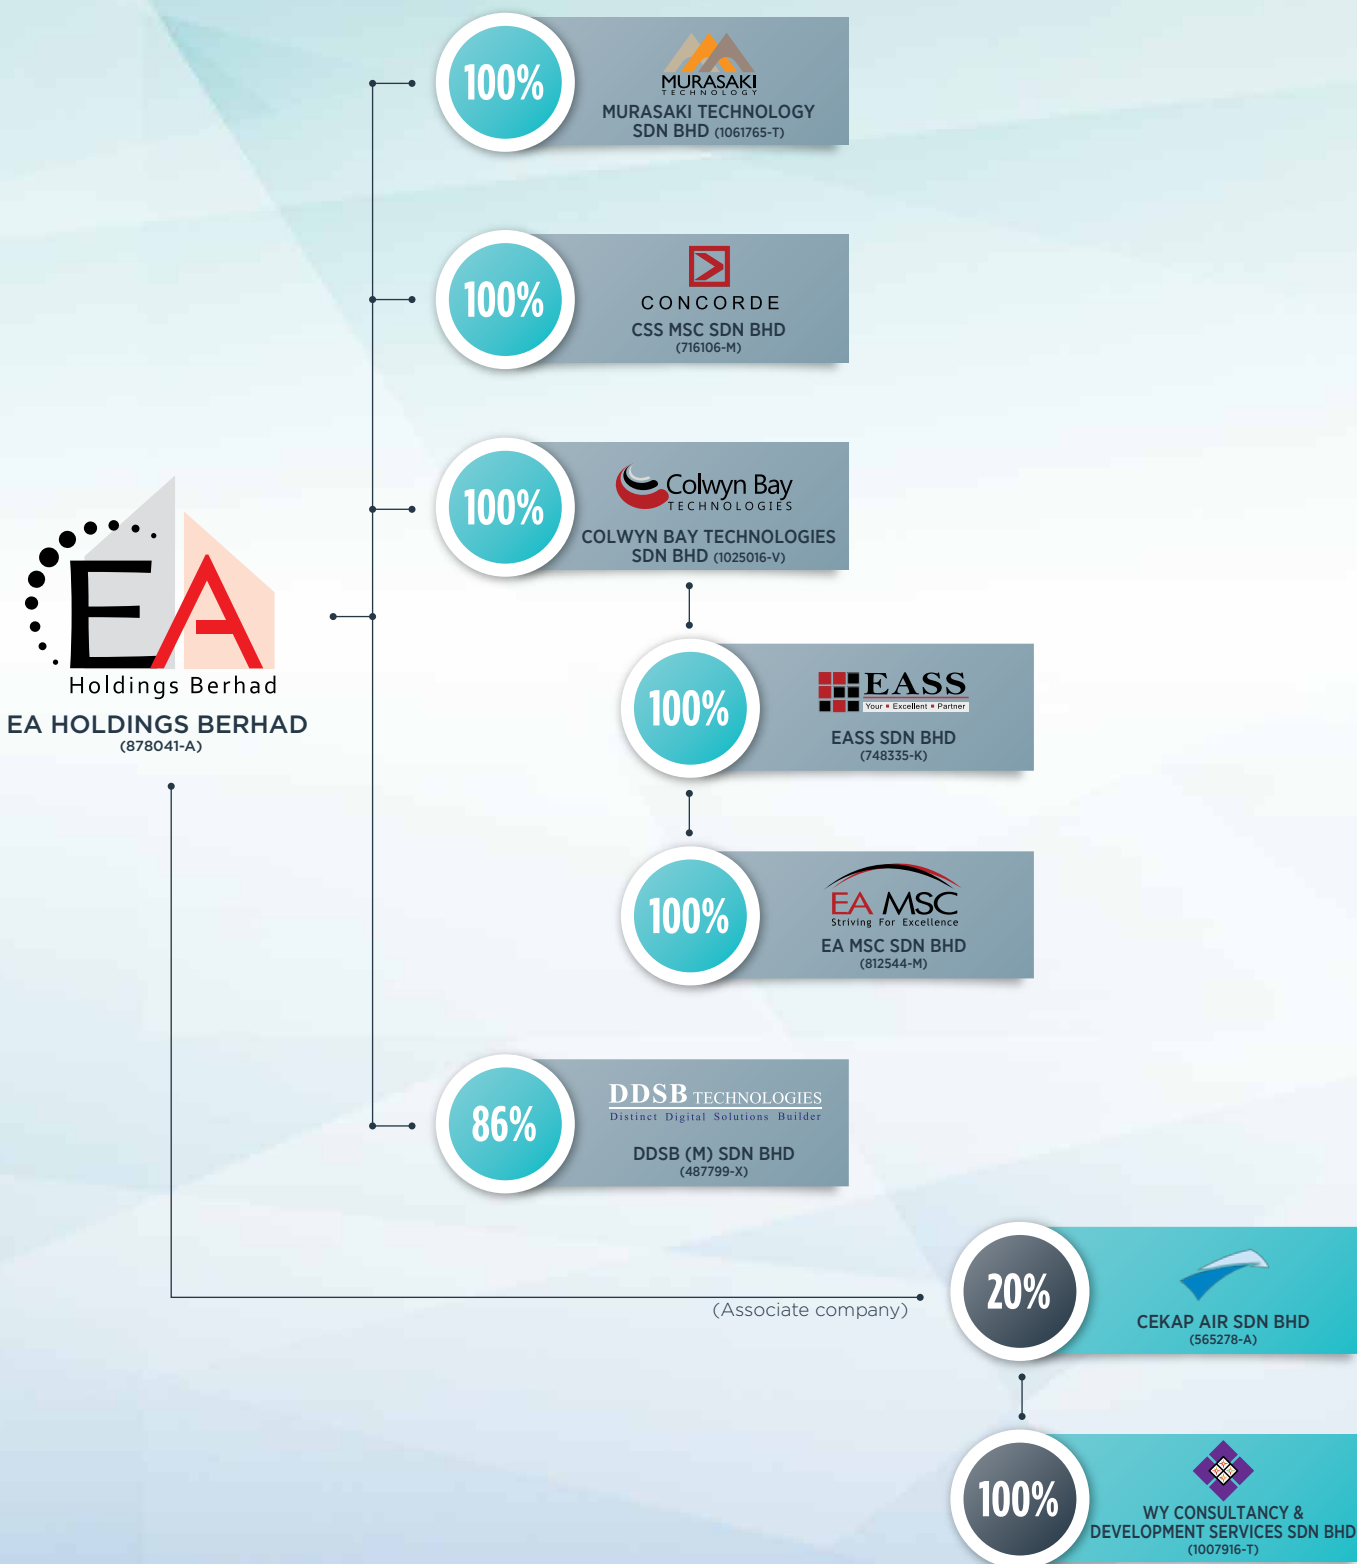 100%
MURASAKI
TECHNOLOGY
MURASAKI TECHNOLOGY
SDN BHD (1061765-T)
100%
CONCORDE
CSS MSC SDN BHD
(716106-M)
100%
Colwyn Bay
TECHNOLOGIES
COLWYN BAY TECHNOLOGIES
SDN BHD (1025016-V)
EA
Holdings Berhad
EA HOLDINGS BERHAD
(878041-A)
100%
EASS
Your Excellent Partner
EASS SDN BHD
(748335-K)
100%
EA MSC
Striving For Excellence
EA MSC SDN BHD
(812544-M)
86%
DDSB TECHNOLOGIES
Distinct Digital Solutions Builder
DDSB (M) SDN BHD
(487799-X)
(Associate company)
20%
CEKAP AIR SDN BHD
(565278-A)
100%
WY CONSULTANCY &
DEVELOPMENT SERVICES SDN BHD
(1007916-T)